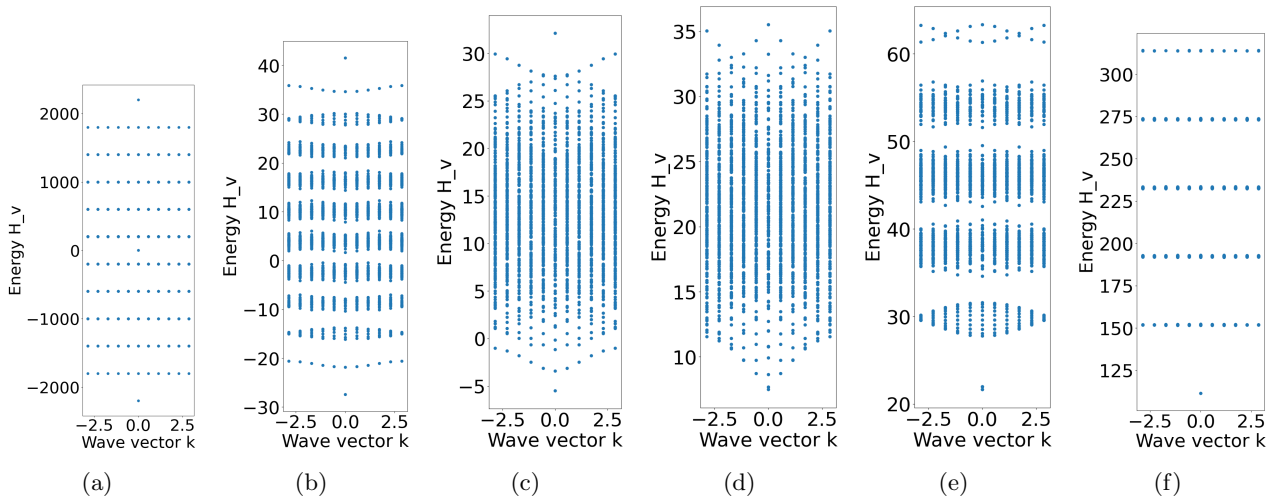 2000
1000
0
−1000
−2000
Energy H_v
−2.5 0.0 2.5
Wave vector k
(a)
40
30
20
10
0
−10
−20
−30
Energy H_v
−2.5 0.0 2.5
Wave vector k
(b)
30
25
20
15
10
5
0
−5
Energy H_v
−2.5 0.0 2.5
Wave vector k
(c)
35
30
25
20
15
10
Energy H_v
−2.5 0.0 2.5
Wave vector k
(d)
60
50
40
30
20
Energy H_v
−2.5 0.0 2.5
Wave vector k
(e)
300
275
250
225
200
175
150
125
Energy H_v
−2.5 0.0 2.5
Wave vector k
(f)